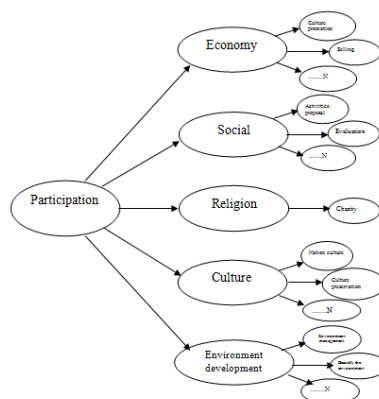 Culture
promotion
Economy
Selling
........N
Activities
proposal
Social
Evaluation
........N
Participation
Religion
Charity
Nation culture
Culture
Culture
preservation
........N
Environment
management
Environment
development
Beautify the
environment
........N